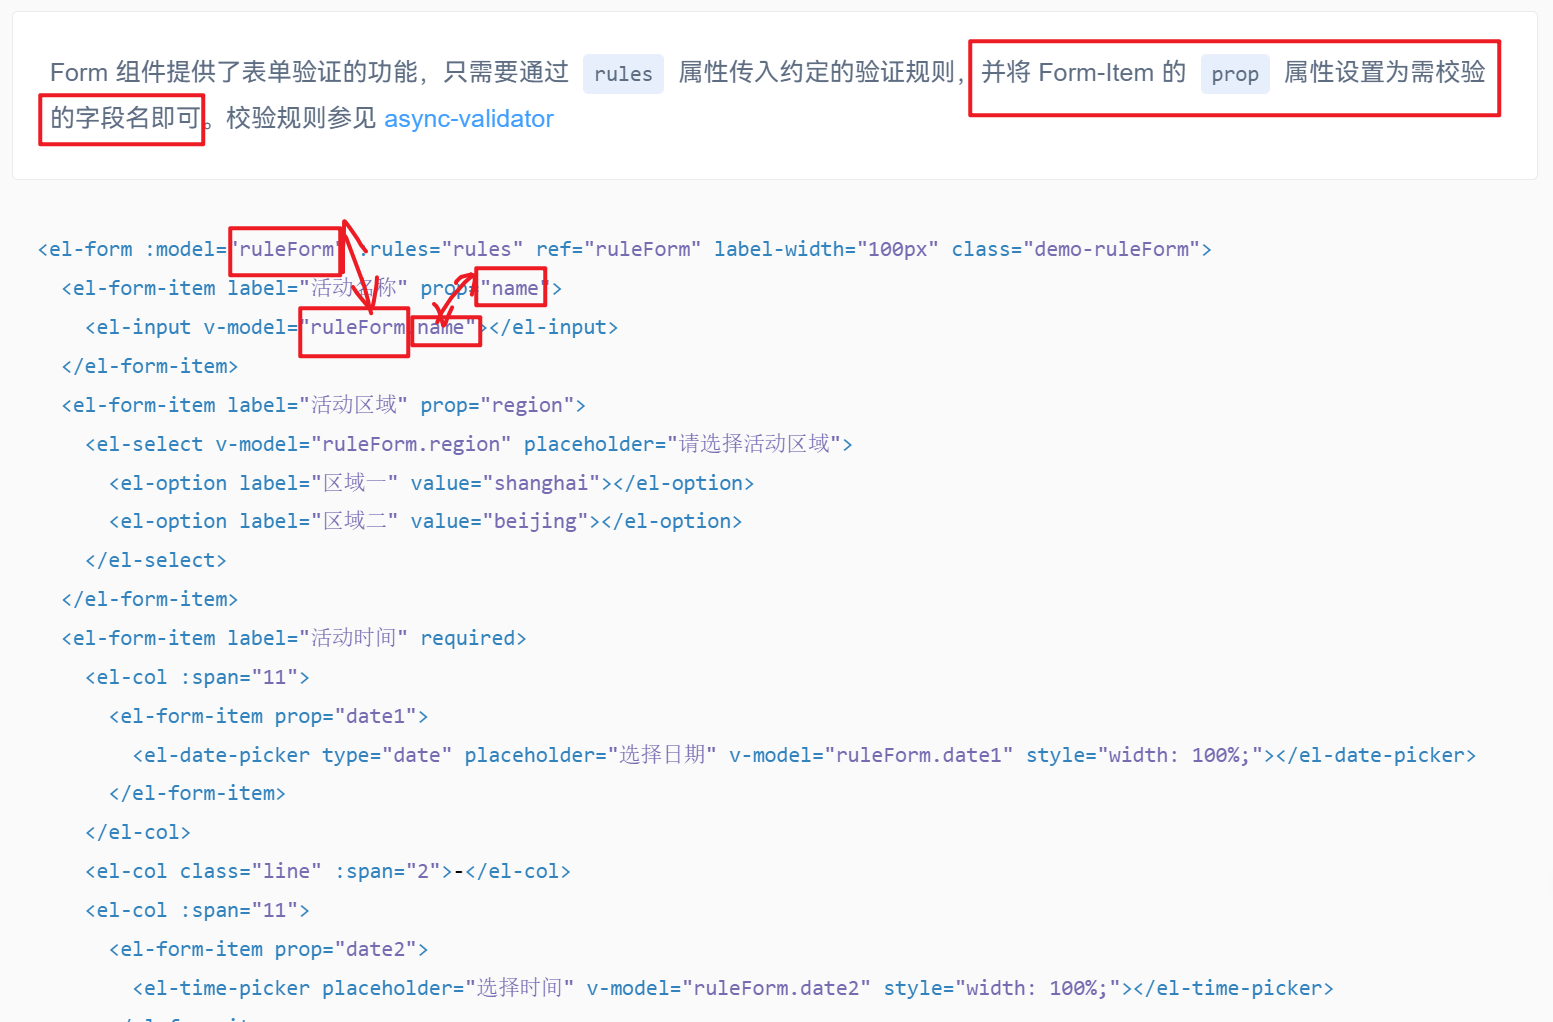 Form 组件提供了表单验证的功能，只需要通过 rules 属性传入约定的验证规则，并将 Form-Item 的 prop 属性设置为需校验
的字段名即可。校验规则参见 async-validator
<el-form :model="ruleForm" :rules="rules" ref="ruleForm" label-width="100px" class="demo-ruleForm">
<el-form-item label="活动名称" prop="name">
<el-input v-model="ruleForm.name"></el-input>
</el-form-item>
<el-form-item label="活动区域" prop="region">
<el-select v-model="ruleForm.region" placeholder="请选择活动区域">
<el-option label="区域一" value="shanghai"></el-option>
<el-option label="区域二" value="beijing"></el-option>
</el-select>
</el-form-item>
<el-form-item label="活动时间" required>
<el-col :span="11">
<el-form-item prop="date1">
<el-date-picker type="date" placeholder="选择日期" v-model="ruleForm.date1" style="width: 100%;"></el-date-picker>
</el-form-item>
</el-col>
<el-col class="line" :span="2">-</el-col>
<el-col :span="11">
<el-form-item prop="date2">
<el-time-picker placeholder="选择时间" v-model="ruleForm.date2" style="width: 100%;"></el-time-picker>